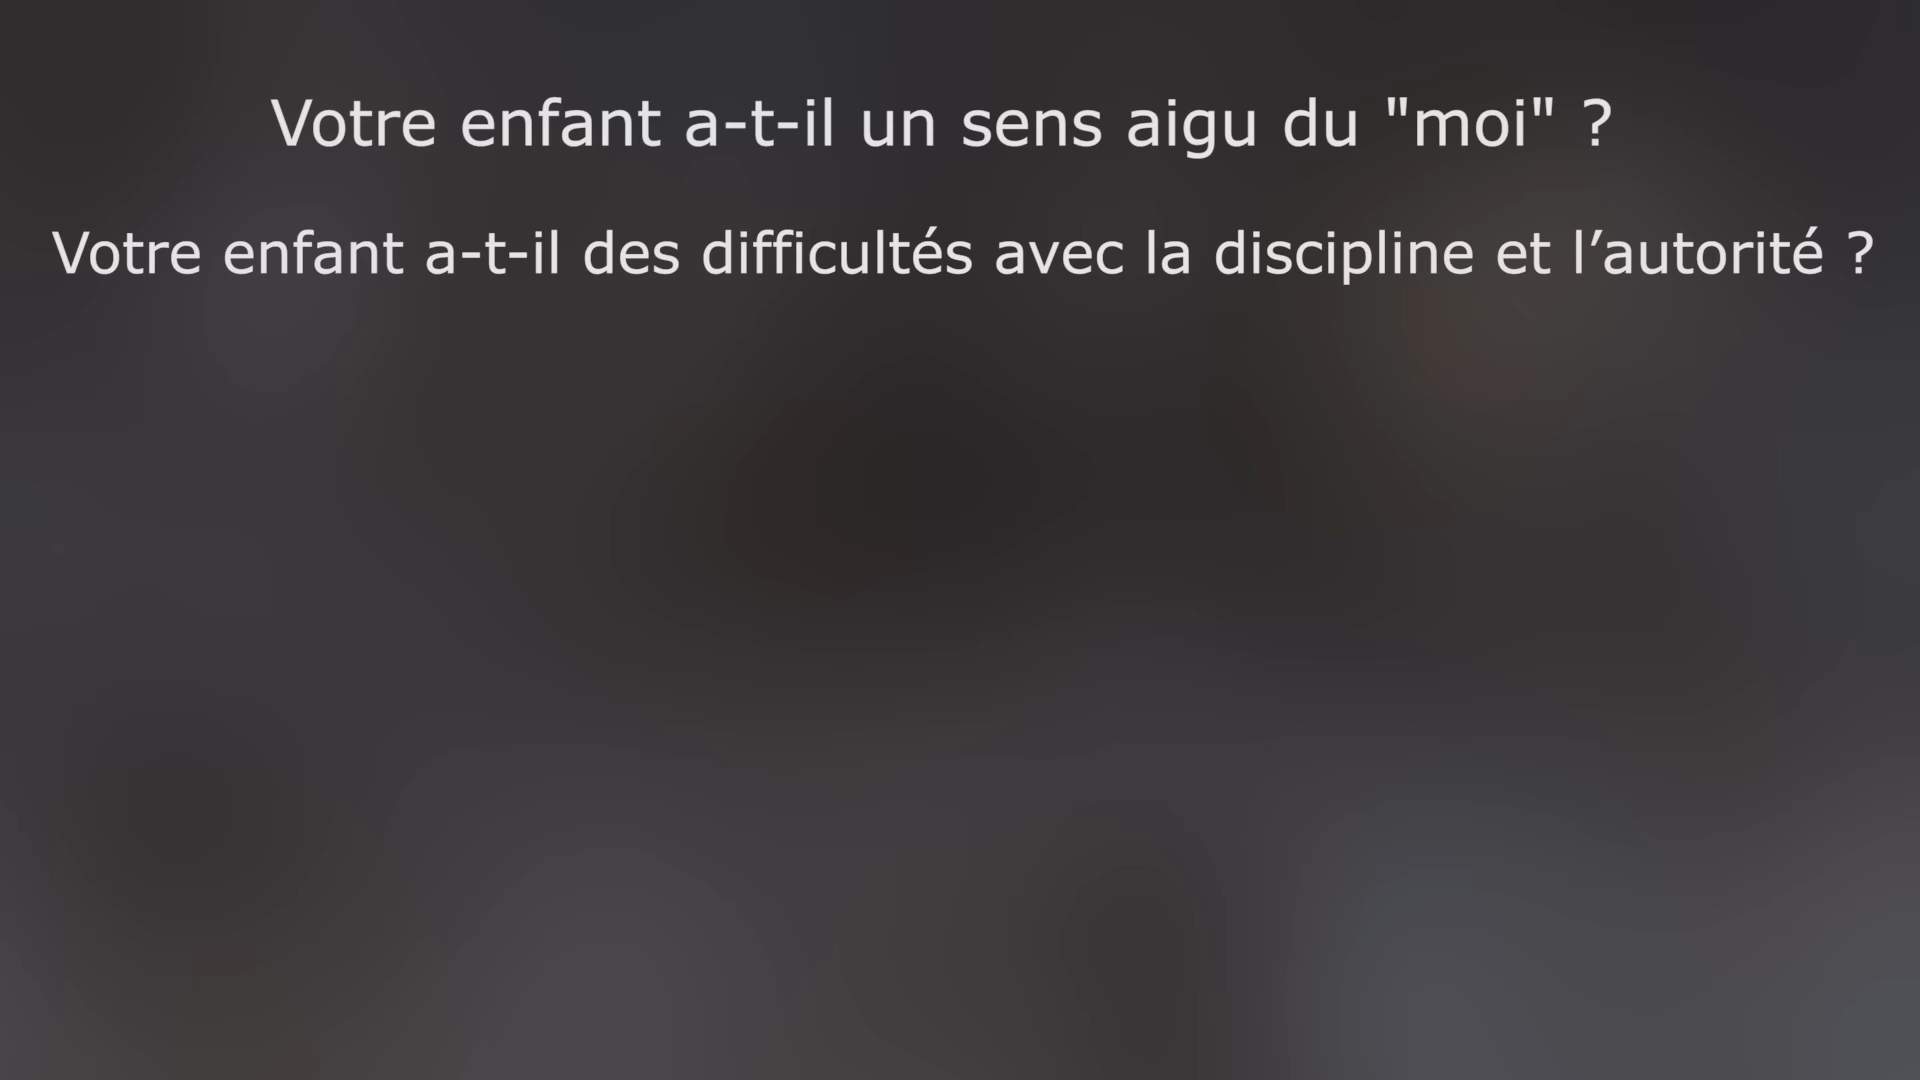 Votre enfant a-t-il un sens aigu du "moi" ?
Votre enfant a-t-il des difficultés avec la discipline et l’autorité ?